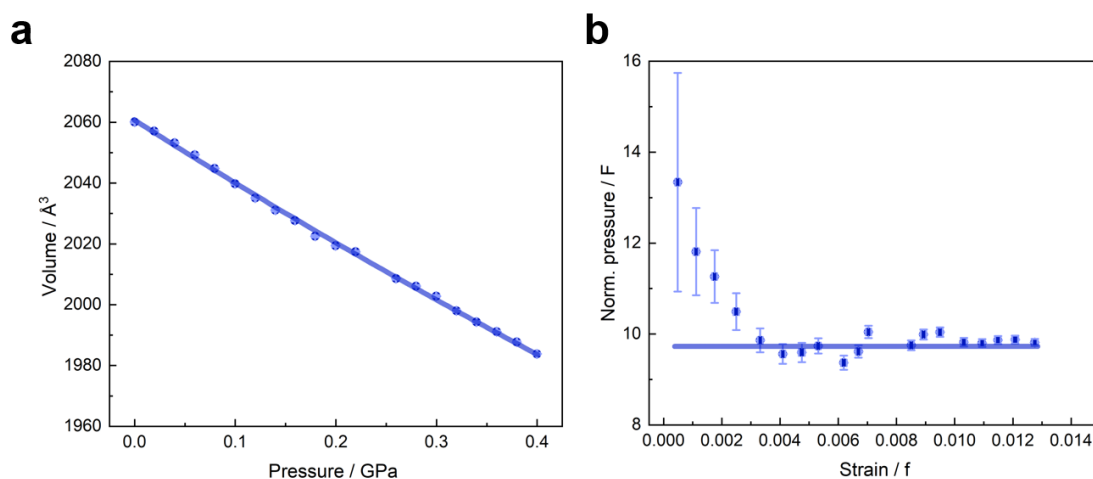 a
2080
2060
2040
2020
2000
1980
1960
Volume / Å³
0.0 0.1 0.2 0.3 0.4
Pressure / GPa
b
16
14
12
10
8
Norm. pressure / F
0.000 0.002 0.004 0.006 0.008 0.010 0.012 0.014
Strain / f